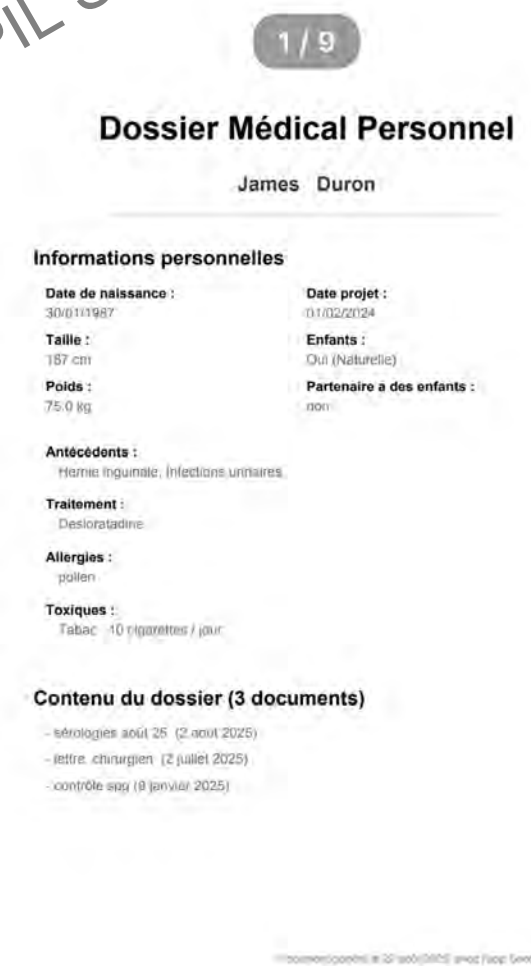 1 / 9
Dossier Médical Personnel
James Duron
Informations personnelles
Date de naissance :
30/01/1987
Date projet :
01/02/2024
Taille :
187 cm
Enfants :
Oui (Naturelle)
Poids :
75.0 kg
Partenaire a des enfants :
non
Antécédents :
Hernie inguinale, Infections urinaires
Traitement :
Desloratadine
Allergies :
pollen
Toxiques :
Tabac 10 cigarettes / jour
Contenu du dossier (3 documents)
- sérologies août 25 (2 août 2025)
- lettre chirurgien (2 juillet 2025)
- contrôle spg (9 janvier 2025)